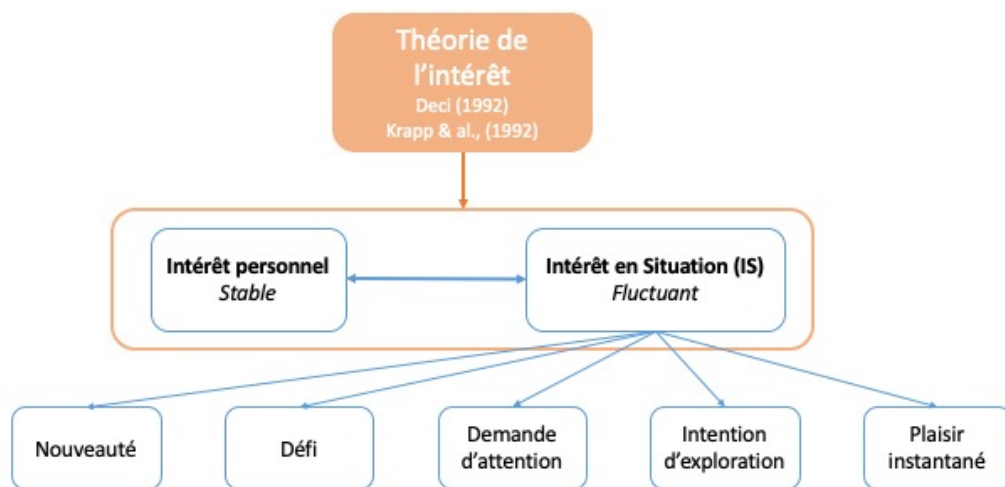 Théorie de
l'intérêt
Deci (1992)
Krapp & al., (1992)
Intérêt personnel
Stable
Intérêt en Situation (IS)
Fluctuant
Nouveauté
Défi
Demande
d'attention
Intention
d'exploration
Plaisir
instantané